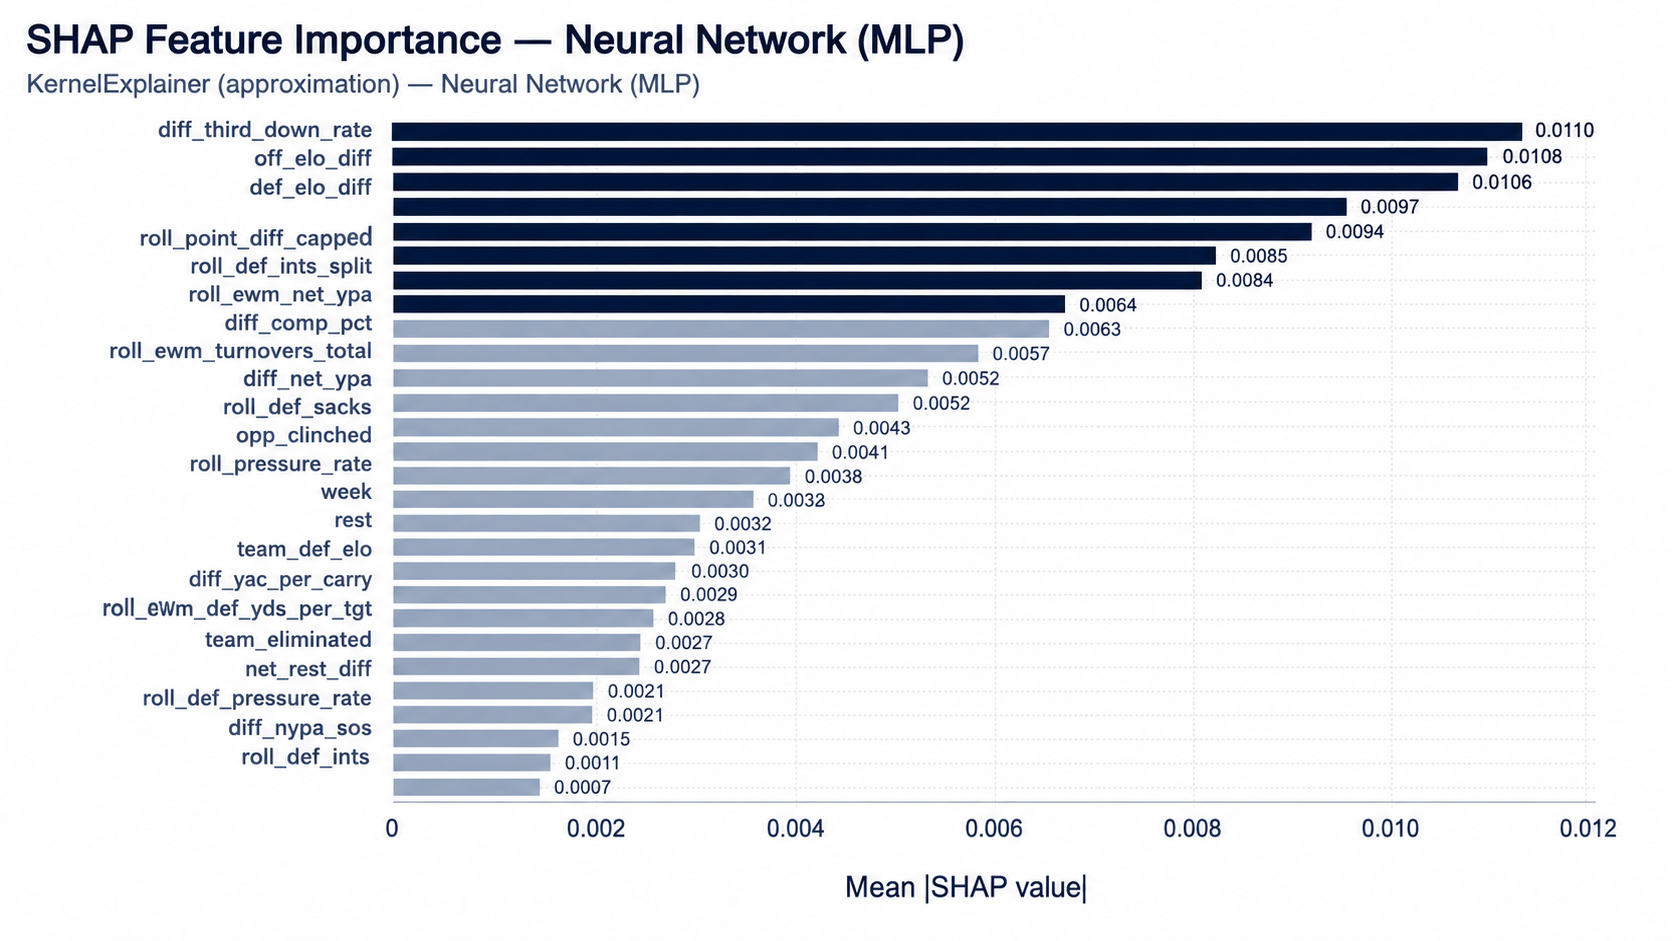 SHAP Feature Importance — Neural Network (MLP)
KernelExplainer (approximation) — Neural Network (MLP)
diff_third_down_rate 0.0110
off_elo_diff 0.0108
def_elo_diff 0.0106
0.0097
roll_point_diff_capped 0.0094
roll_def_ints_split 0.0085
roll_ewm_net_ypa 0.0084
0.0064
diff_comp_pct 0.0063
roll_ewm_turnovers_total 0.0057
diff_net_ypa 0.0052
roll_def_sacks 0.0052
opp_clinched 0.0043
roll_pressure_rate 0.0041
0.0038
week 0.0032
rest 0.0032
team_def_elo 0.0031
diff_yac_per_carry 0.0030
0.0029
roll_ewm_def_yds_per_tgt 0.0028
team_eliminated 0.0027
net_rest_diff 0.0027
roll_def_pressure_rate 0.0021
0.0021
diff_nypa_sos 0.0015
roll_def_ints 0.0011
0.0007
0 0.002 0.004 0.006 0.008 0.010 0.012
Mean |SHAP value|